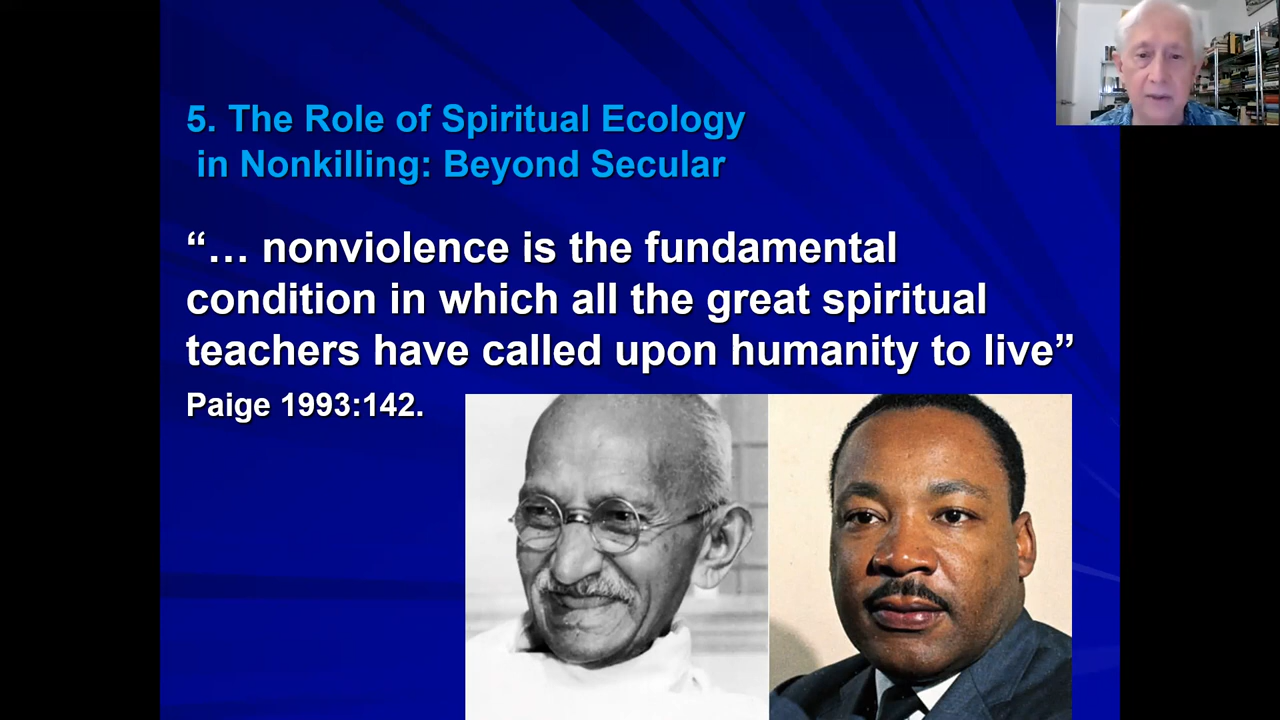 5. The Role of Spiritual Ecology
in Nonkilling: Beyond Secular
“… nonviolence is the fundamental
condition in which all the great spiritual
teachers have called upon humanity to live”
Paige 1993:142.